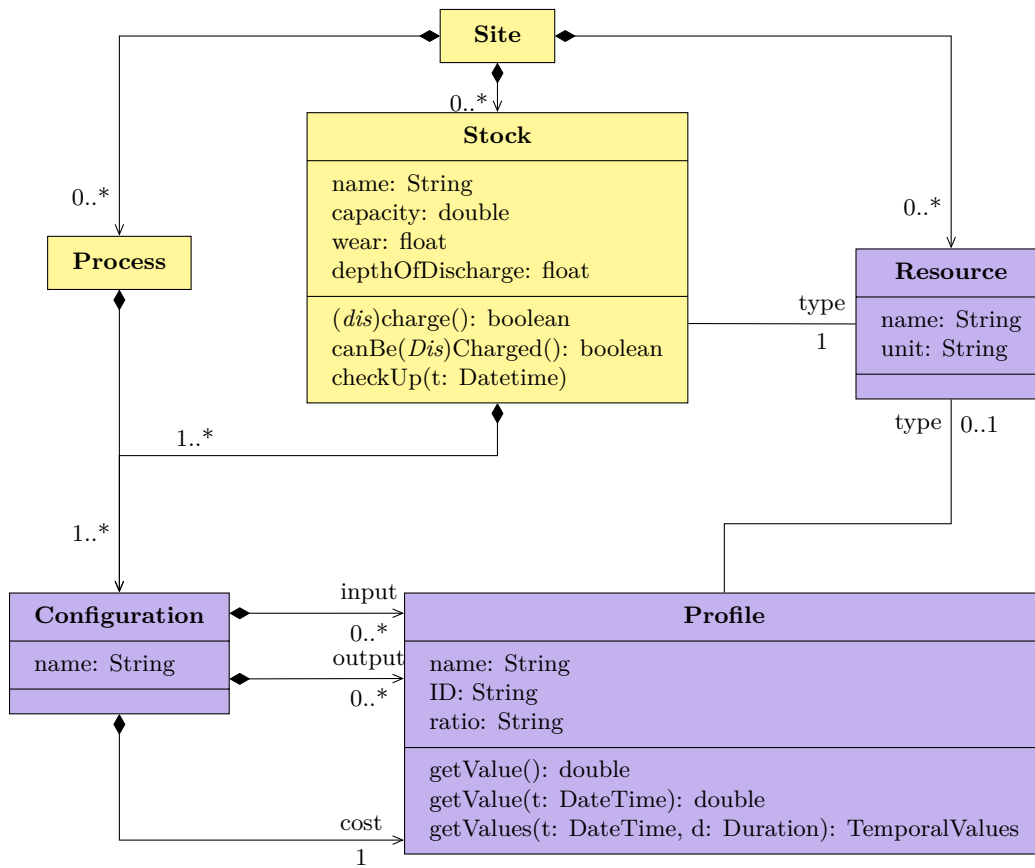 Site
0..*
Stock
name: String
capacity: double
wear: float
depthOfDischarge: float
(dis)charge(): boolean
canBe(Dis)Charged(): boolean
checkUp(t: Datetime)
0..*
Process
0..*
Resource
name: String
unit: String
type
1
type
0..1
1..*
1..*
Configuration
name: String
input
0..*
output
0..*
cost
1
Profile
name: String
ID: String
ratio: String
getValue(): double
getValue(t: DateTime): double
getValues(t: DateTime, d: Duration): TemporalValues